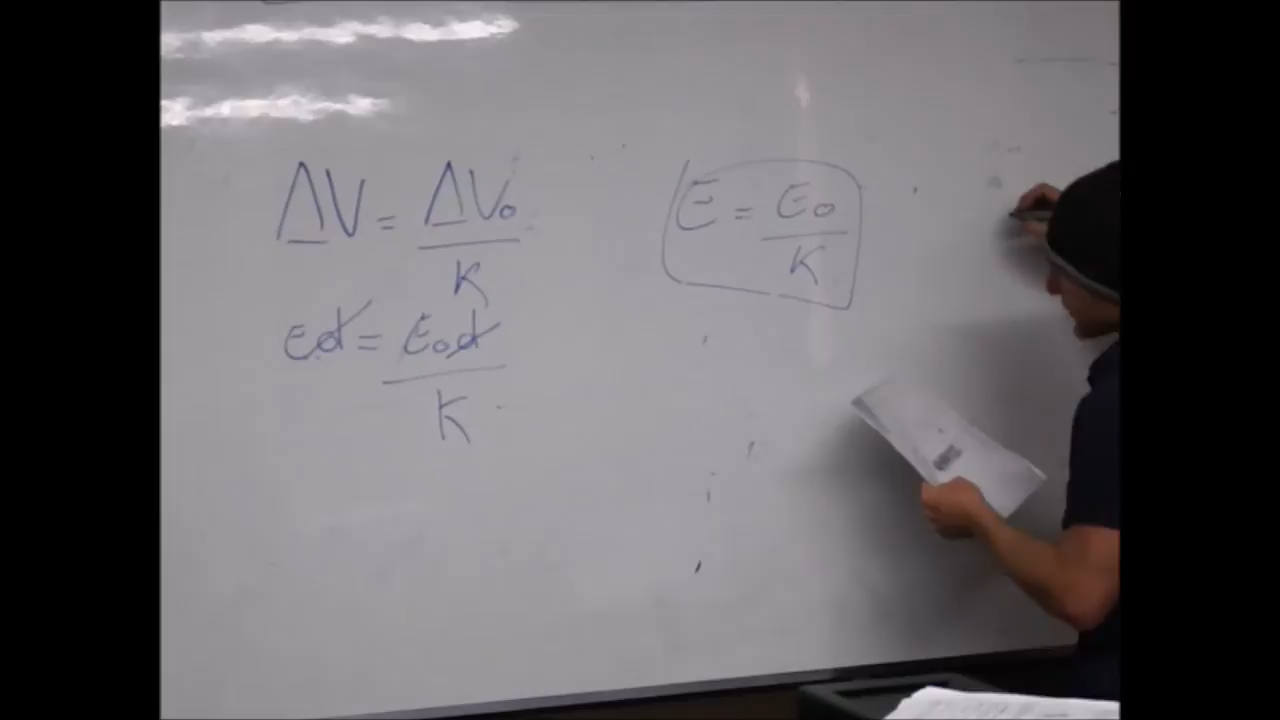 ΔV = ΔV₀/K
Ed = E₀d/K
E = E₀/K